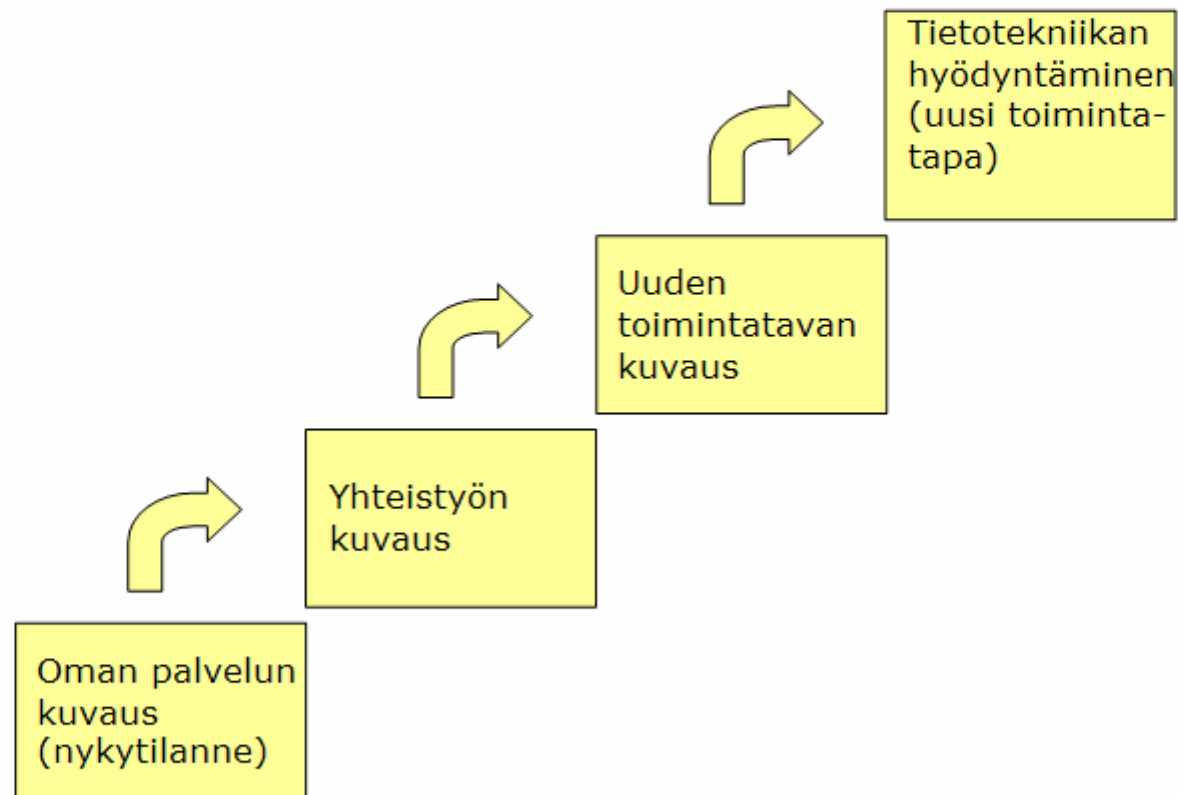 Tietotekniikan
hyödyntäminen
(uusi toiminta-
tapa)
Uuden
toimintatavan
kuvaus
Yhteistyön
kuvaus
Oman palvelun
kuvaus
(nykytilanne)